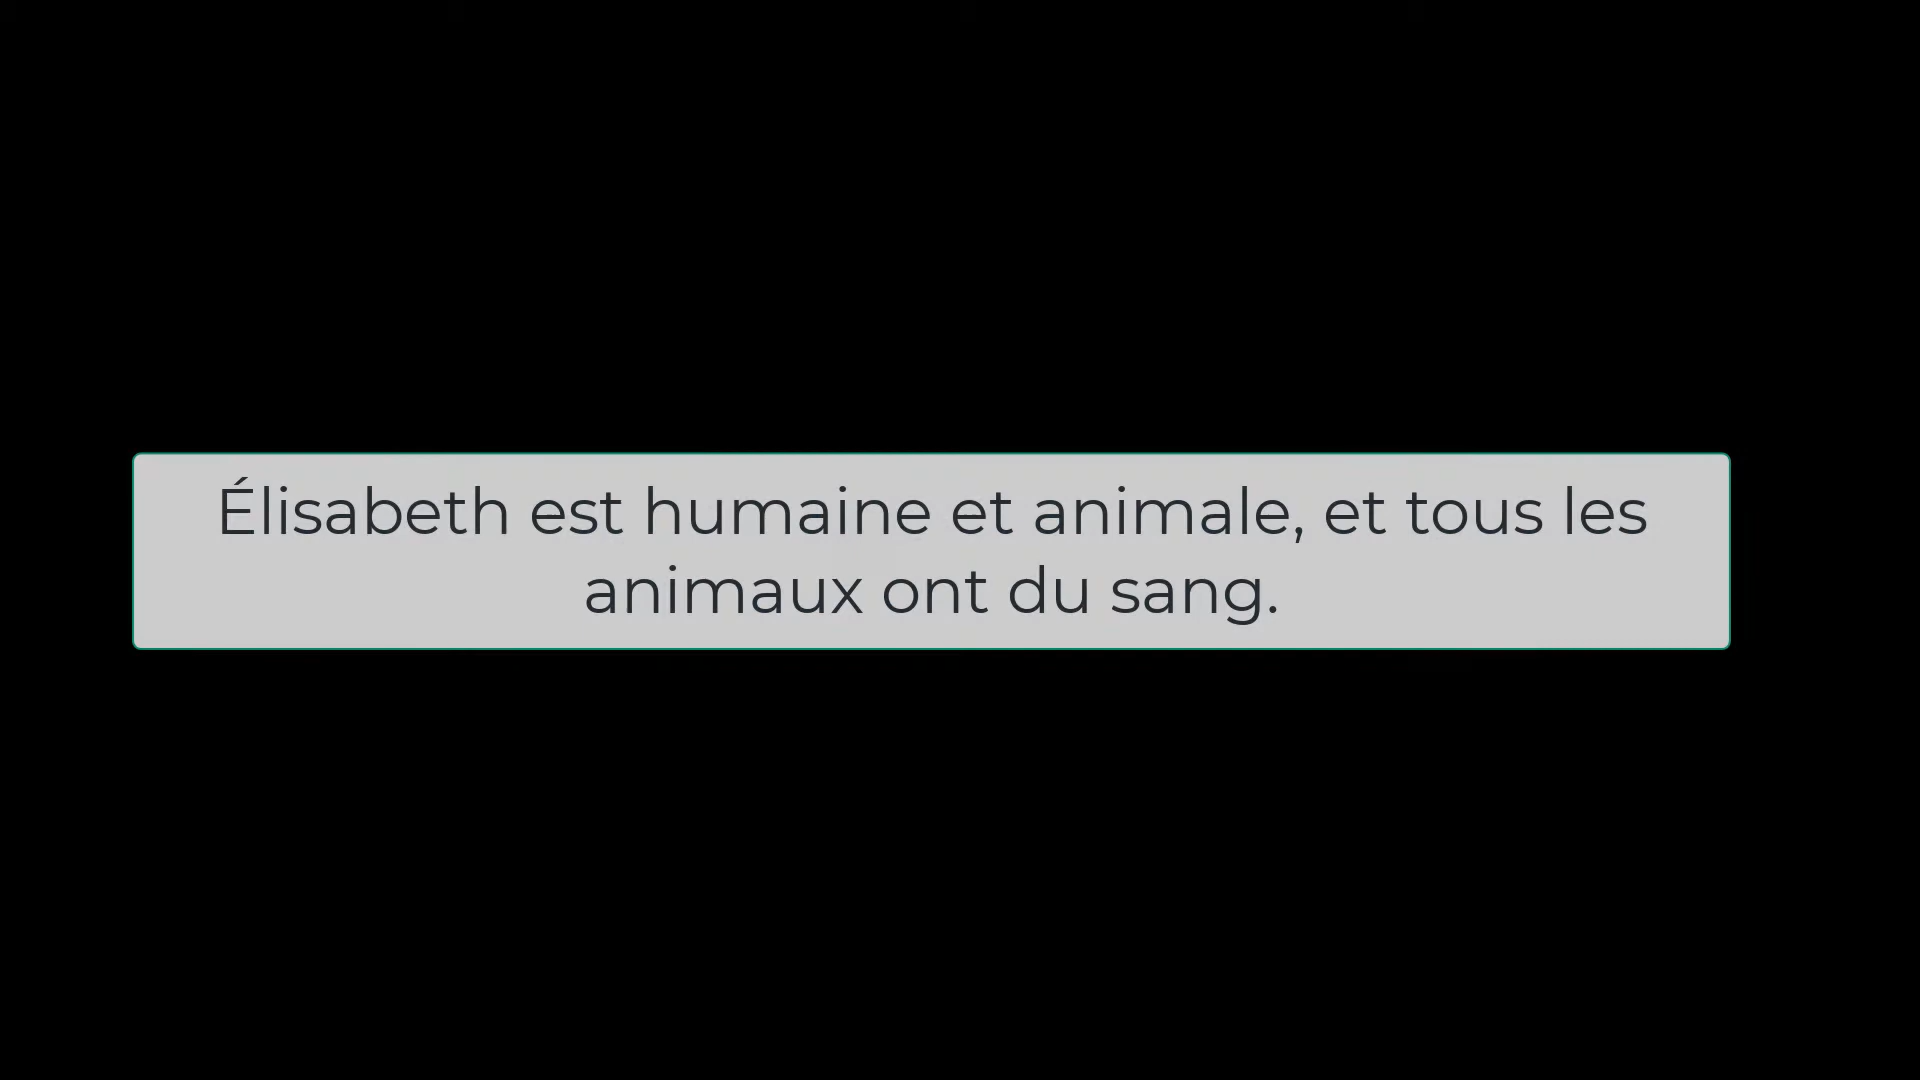 Élisabeth est humaine et animale, et tous les
animaux ont du sang.